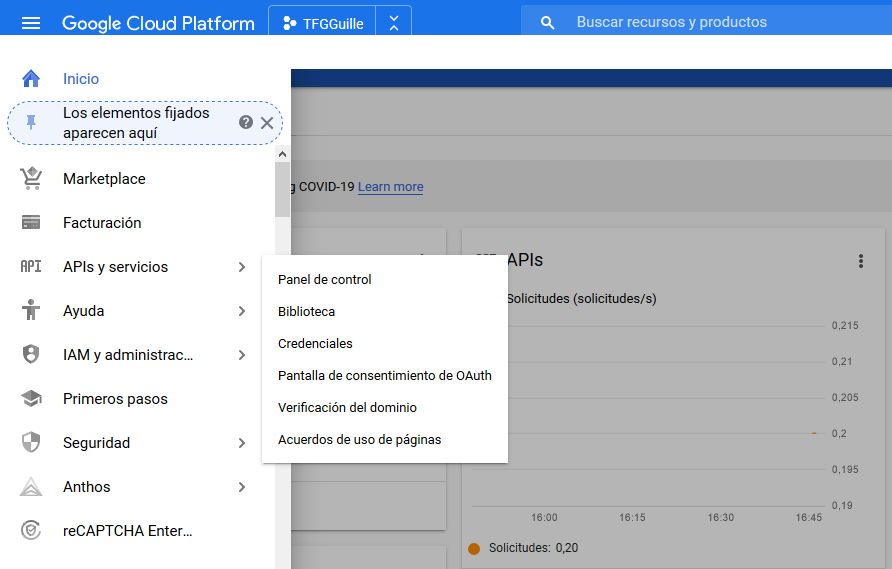 Google Cloud Platform
TFGGuille
Buscar recursos y productos
Inicio
Los elementos fijados
aparecen aquí
Marketplace
Facturación
API
APIs y servicios
Ayuda
IAM y administrac...
Primeros pasos
Seguridad
Anthos
reCAPTCHA Enter...
Panel de control
Biblioteca
Credenciales
Pantalla de consentimiento de OAuth
Verificación del dominio
Acuerdos de uso de páginas
COVID-19 Learn more
APIs
Solicitudes (solicitudes/s)
0,215
0,21
0,205
0,2
0,195
0,19
16:00 16:15 16:30 16:45
Solicitudes: 0,20